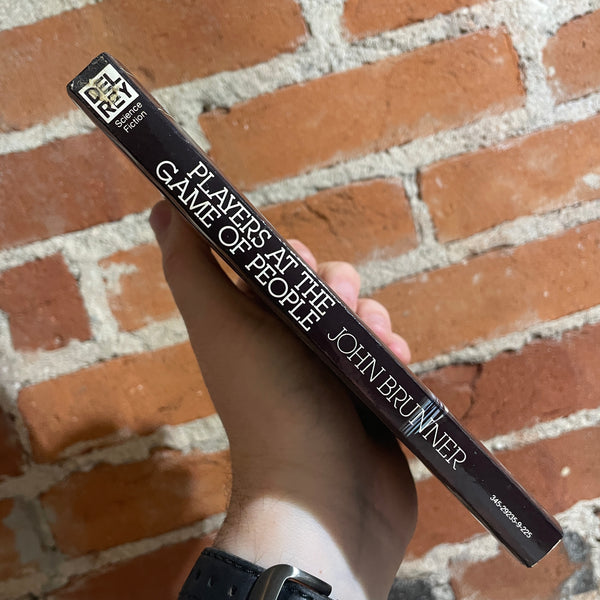 DEL
REY
Science
Fiction
PLAYERS AT THE
GAME OF PEOPLE
JOHN BRUNNER
345-29235-9-225